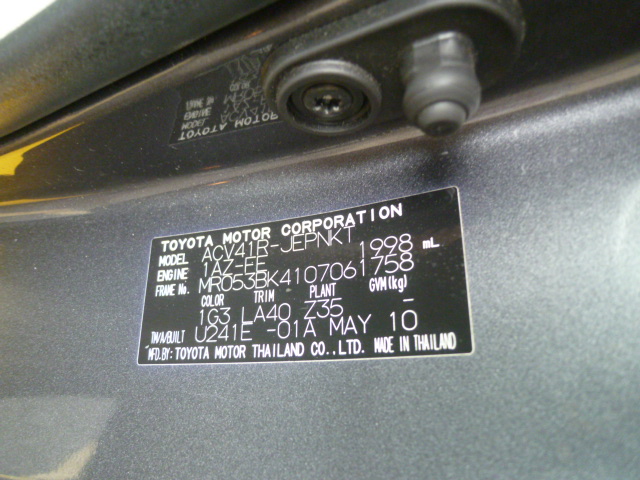 TOYOTA MOTOR CORPORATION
MODEL ACV41R-JEPNKT
ENGINE 1AZ-FE 1998 mL
FRAME No. MR053BK4107061758
COLOR TRIM PLANT GVM(kg)
1G3 LA40 Z35 -
T/M/A/BUILT U241E -01A MAY 10
MFD.BY: TOYOTA MOTOR THAILAND CO.,LTD. MADE IN THAILAND